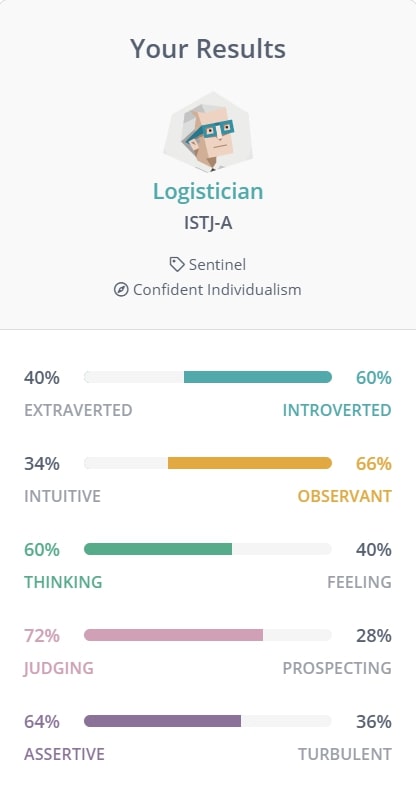 Your Results
Logistician
ISTJ-A
Sentinel
Confident Individualism
40% 60%
EXTRAVERTED INTROVERTED
34% 66%
INTUITIVE OBSERVANT
60% 40%
THINKING FEELING
72% 28%
JUDGING PROSPECTING
64% 36%
ASSERTIVE TURBULENT